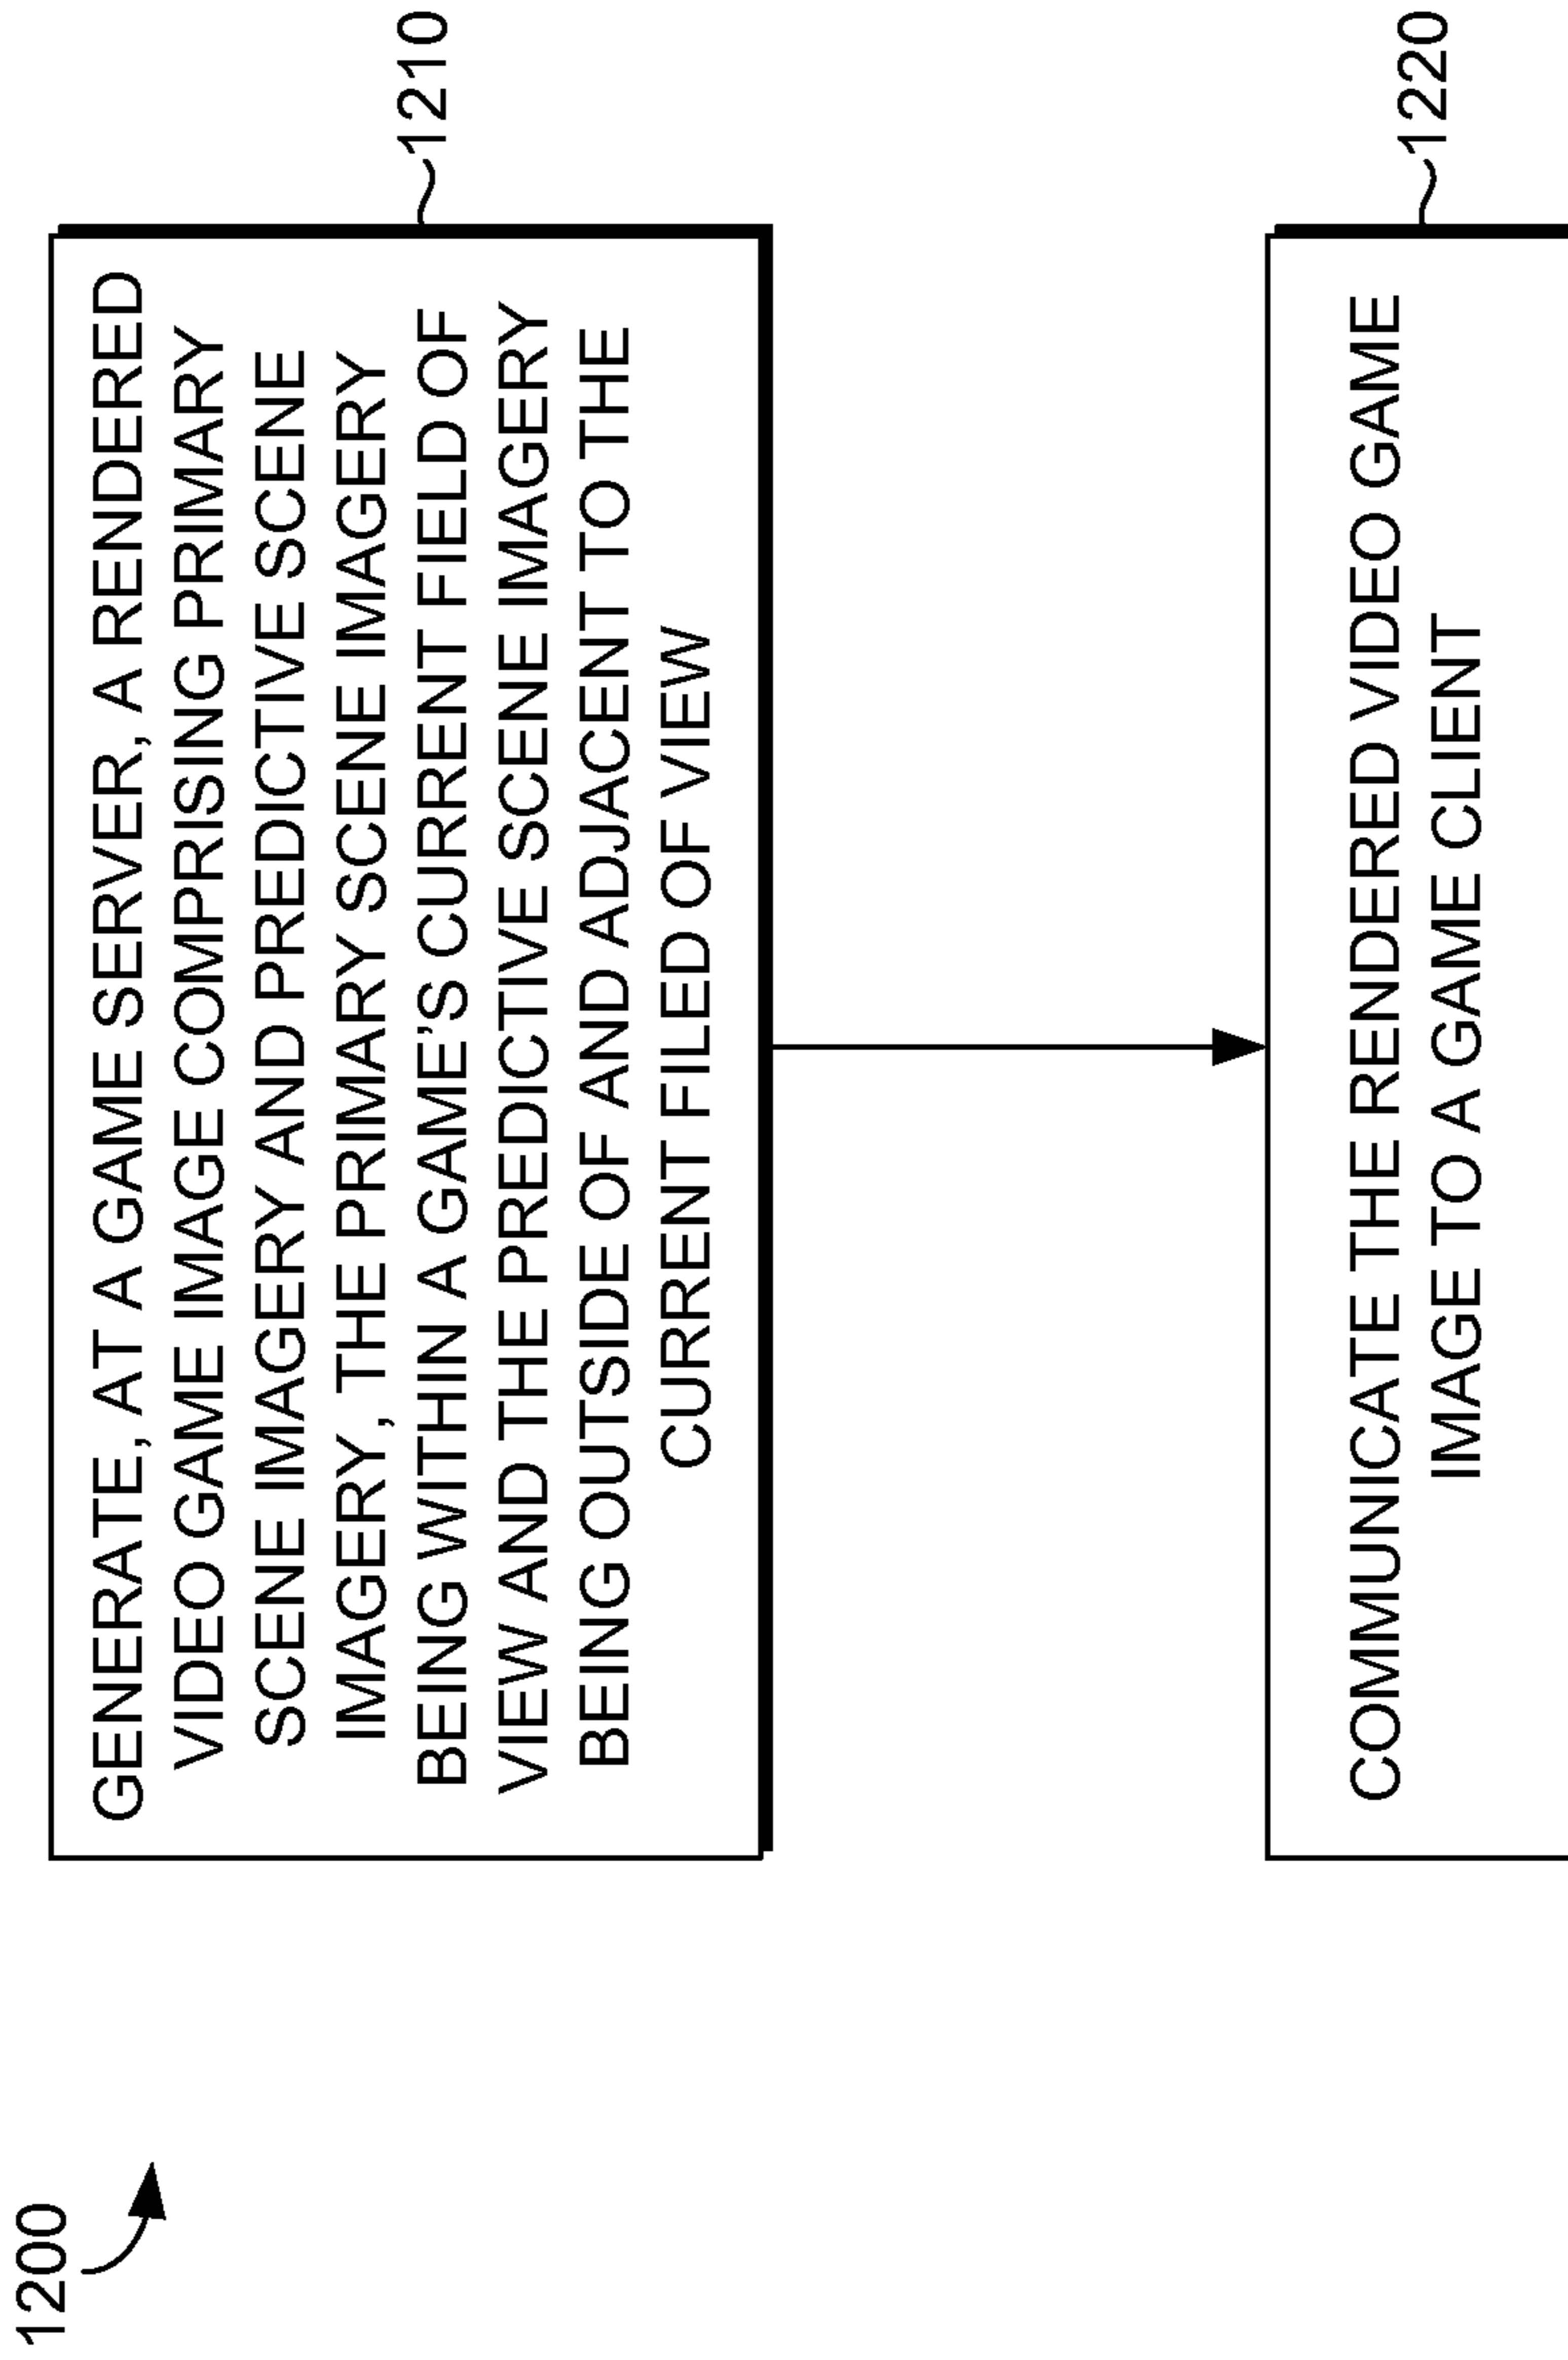 1200
GENERATE, AT A GAME SERVER, A RENDERED
VIDEO GAME IMAGE COMPRISING PRIMARY
SCENE IMAGERY AND PREDICTIVE SCENE
IMAGERY, THE PRIMARY SCENE IMAGERY
BEING WITHIN A GAME'S CURRENT FIELD OF
VIEW AND THE PREDICTIVE SCENE IMAGERY
BEING OUTSIDE OF AND ADJACENT TO THE
CURRENT FILED OF VIEW
1210
COMMUNICATE THE RENDERED VIDEO GAME
IMAGE TO A GAME CLIENT
1220